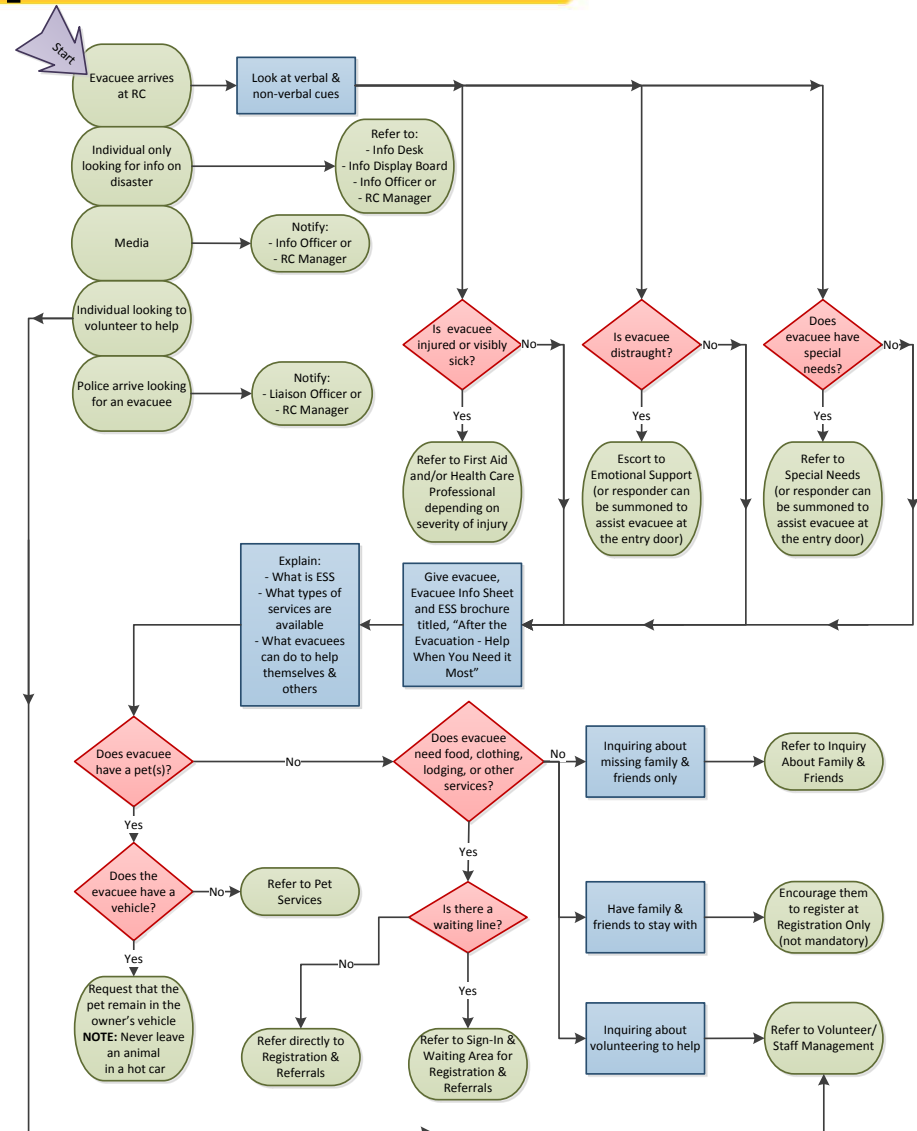 Start
Evacuee arrives
at RC
Look at verbal &
non-verbal cues
Individual only
looking for info on
disaster
Refer to:
- Info Desk
- Info Display Board
- Info Officer or
- RC Manager
Media
Notify:
- Info Officer or
- RC Manager
Individual looking to
volunteer to help
Police arrive looking
for an evacuee
Notify:
- Liaison Officer or
- RC Manager
Is evacuee
injured or visibly
sick?
No
Yes
Refer to First Aid
and/or Health Care
Professional
depending on
severity of injury
Is evacuee
distraught?
No
Yes
Escort to
Emotional Support
(or responder can
be summoned to
assist evacuee at
the entry door)
Does
evacuee have
special
needs?
No
Yes
Refer to
Special Needs
(or responder can
be summoned to
assist evacuee at
the entry door)
Give evacuee,
Evacuee Info Sheet
and ESS brochure
titled, “After the
Evacuation - Help
When You Need it
Most”
Explain:
- What is ESS
- What types of
services are
available
- What evacuees
can do to help
themselves &
others
Does evacuee
have a pet(s)?
No
Yes
Does the
evacuee have a
vehicle?
No
Refer to Pet
Services
Yes
Request that the
pet remain in the
owner’s vehicle
NOTE: Never leave
an animal
in a hot car
Does evacuee
need food, clothing,
lodging, or other
services?
No
Yes
Is there a
waiting line?
No
Refer directly to
Registration &
Referrals
Yes
Refer to Sign-In &
Waiting Area for
Registration &
Referrals
Inquiring about
missing family &
friends only
Refer to Inquiry
About Family &
Friends
Have family &
friends to stay with
Encourage them
to register at
Registration Only
(not mandatory)
Inquiring about
volunteering to help
Refer to Volunteer/
Staff Management